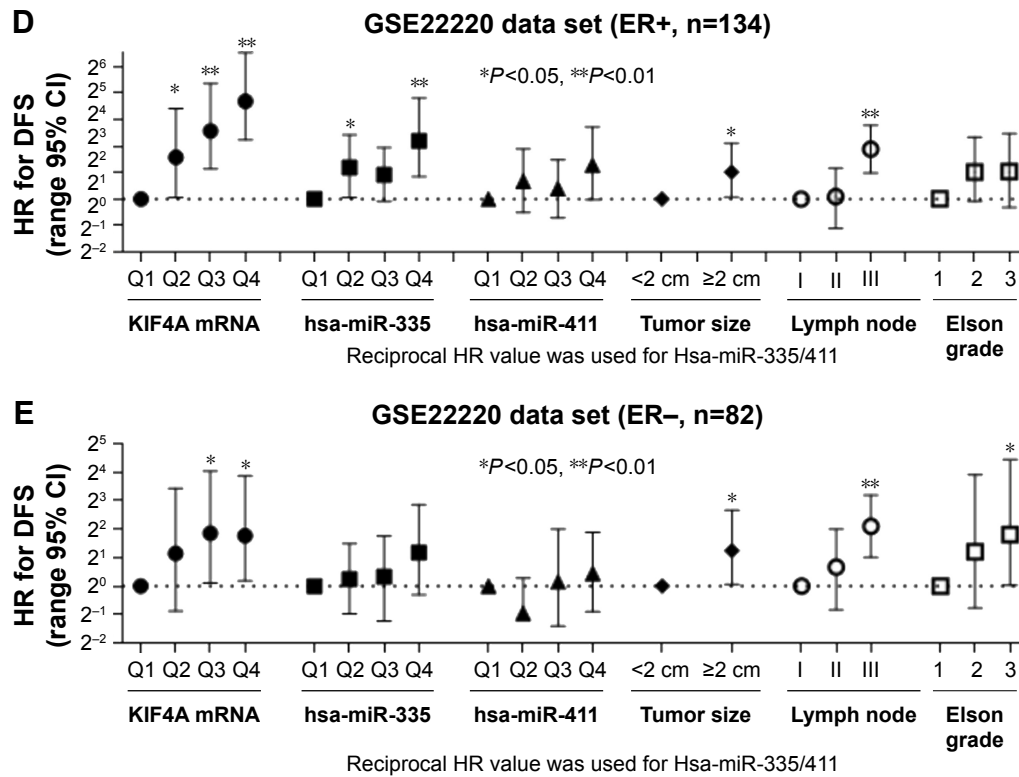 D
GSE22220 data set (ER+, n=134)
*P<0.05, **P<0.01
HR for DFS
(range 95% CI)
2⁶
2⁵
2⁴
2³
2²
2¹
2⁰
2⁻¹
2⁻²
* ** ** * ** * **
Q1 Q2 Q3 Q4 Q1 Q2 Q3 Q4 Q1 Q2 Q3 Q4 <2 cm ≥2 cm I II III 1 2 3
KIF4A mRNA hsa-miR-335 hsa-miR-411 Tumor size Lymph node Elson grade
Reciprocal HR value was used for Hsa-miR-335/411
E
GSE22220 data set (ER–, n=82)
*P<0.05, **P<0.01
HR for DFS
(range 95% CI)
2⁵
2⁴
2³
2²
2¹
2⁰
2⁻¹
2⁻²
* * * ** *
Q1 Q2 Q3 Q4 Q1 Q2 Q3 Q4 Q1 Q2 Q3 Q4 <2 cm ≥2 cm I II III 1 2 3
KIF4A mRNA hsa-miR-335 hsa-miR-411 Tumor size Lymph node Elson grade
Reciprocal HR value was used for Hsa-miR-335/411